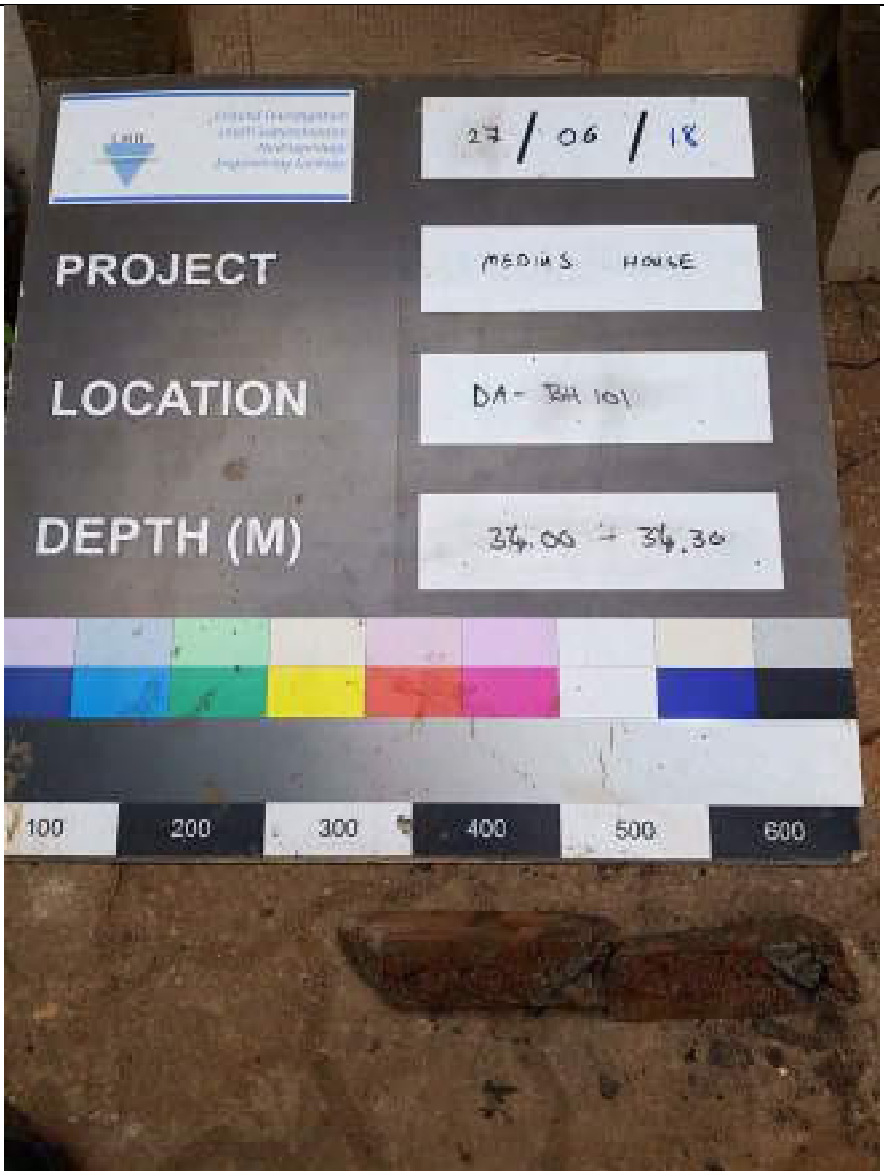 27 / 06 / 18
PROJECT
MEDIUS HOUSE
LOCATION
DA - BH 101
DEPTH (M)
34.00 - 34.30
100 200 300 400 500 600